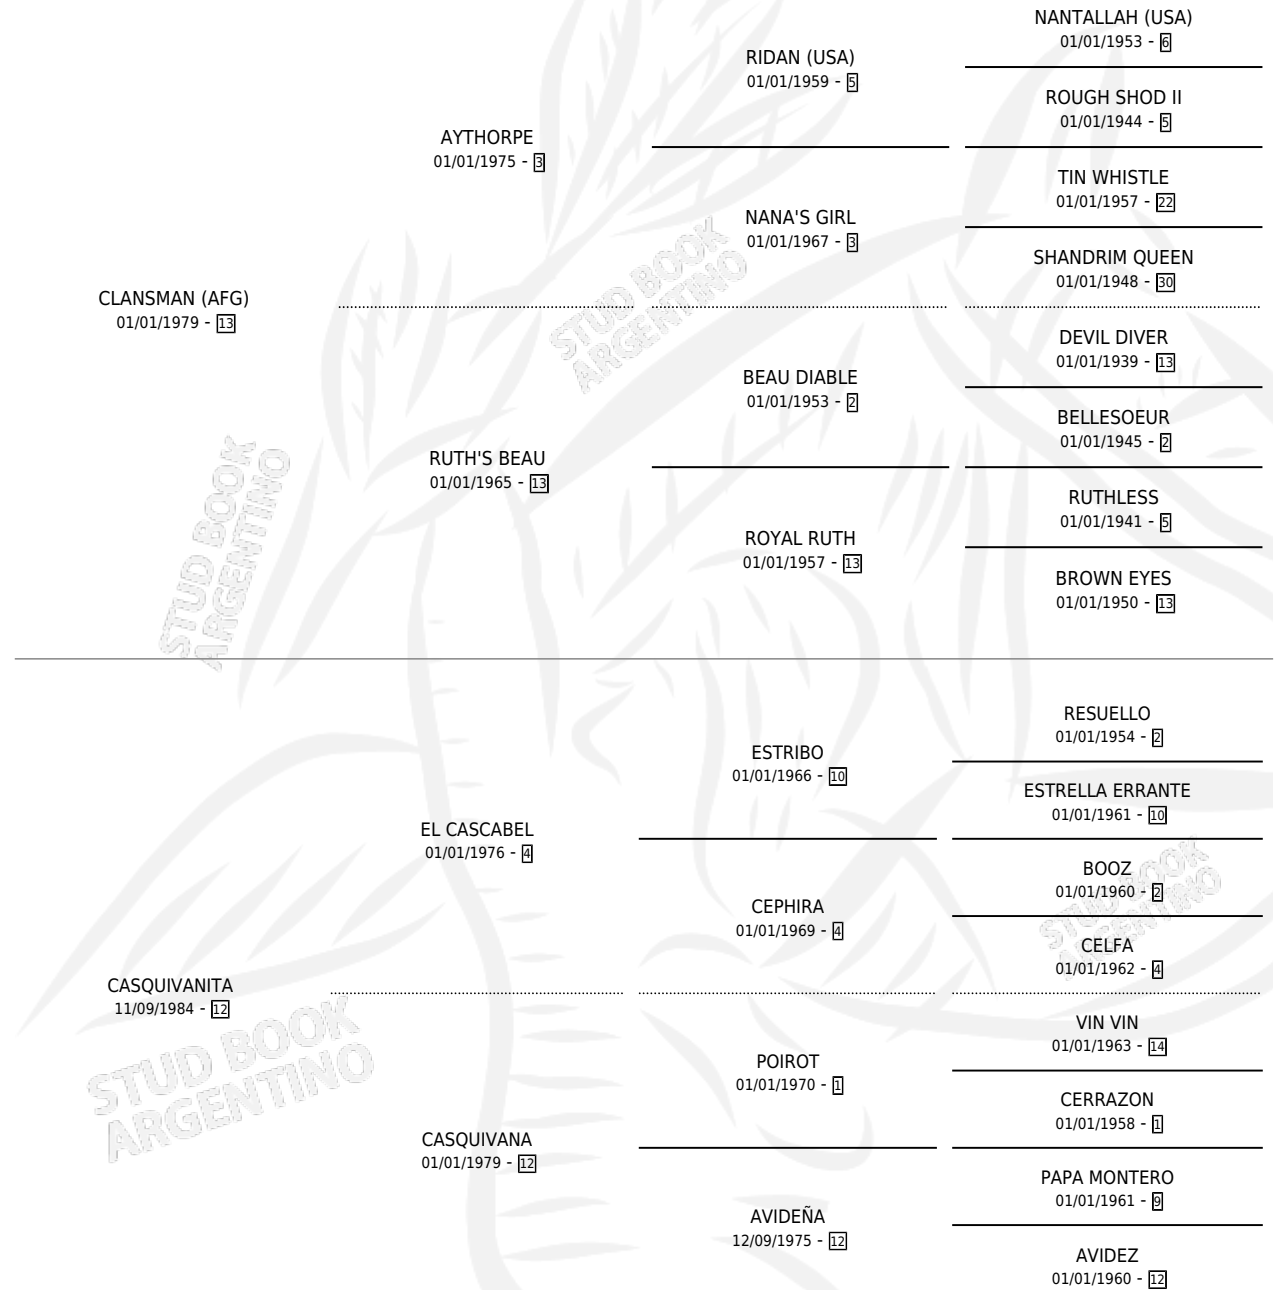 NANTALLAH (USA)
01/01/1953 - 6
RIDAN (USA)
01/01/1959 - 5
ROUGH SHOD II
01/01/1944 - 5
AYTHORPE
01/01/1975 - 3
TIN WHISTLE
01/01/1957 - 22
NANA'S GIRL
01/01/1967 - 3
SHANDRIM QUEEN
01/01/1948 - 30
CLANSMAN (AFG)
01/01/1979 - 13
STUD BOOK
ARGENTINO
DEVIL DIVER
01/01/1939 - 13
BEAU DIABLE
01/01/1953 - 2
BELLESOEUR
01/01/1945 - 2
RUTH'S BEAU
01/01/1965 - 13
RUTHLESS
01/01/1941 - 5
ROYAL RUTH
01/01/1957 - 13
BROWN EYES
01/01/1950 - 13
STUD BOOK
ARGENTINO
RESUELLO
01/01/1954 - 2
ESTRIBO
01/01/1966 - 10
ESTRELLA ERRANTE
01/01/1961 - 10
EL CASCABEL
01/01/1976 - 4
BOOZ
01/01/1960 - 2
CEPHIRA
01/01/1969 - 4
STUD BOOK
ARGENTINO
CELFA
01/01/1962 - 4
CASQUIVANITA
11/09/1984 - 12
VIN VIN
01/01/1963 - 14
POIROT
01/01/1970 - 1
STUD BOOK
ARGENTINO
CERRAZON
01/01/1958 - 1
CASQUIVANA
01/01/1979 - 12
PAPA MONTERO
01/01/1961 - 9
AVIDEÑA
12/09/1975 - 12
AVIDEZ
01/01/1960 - 12